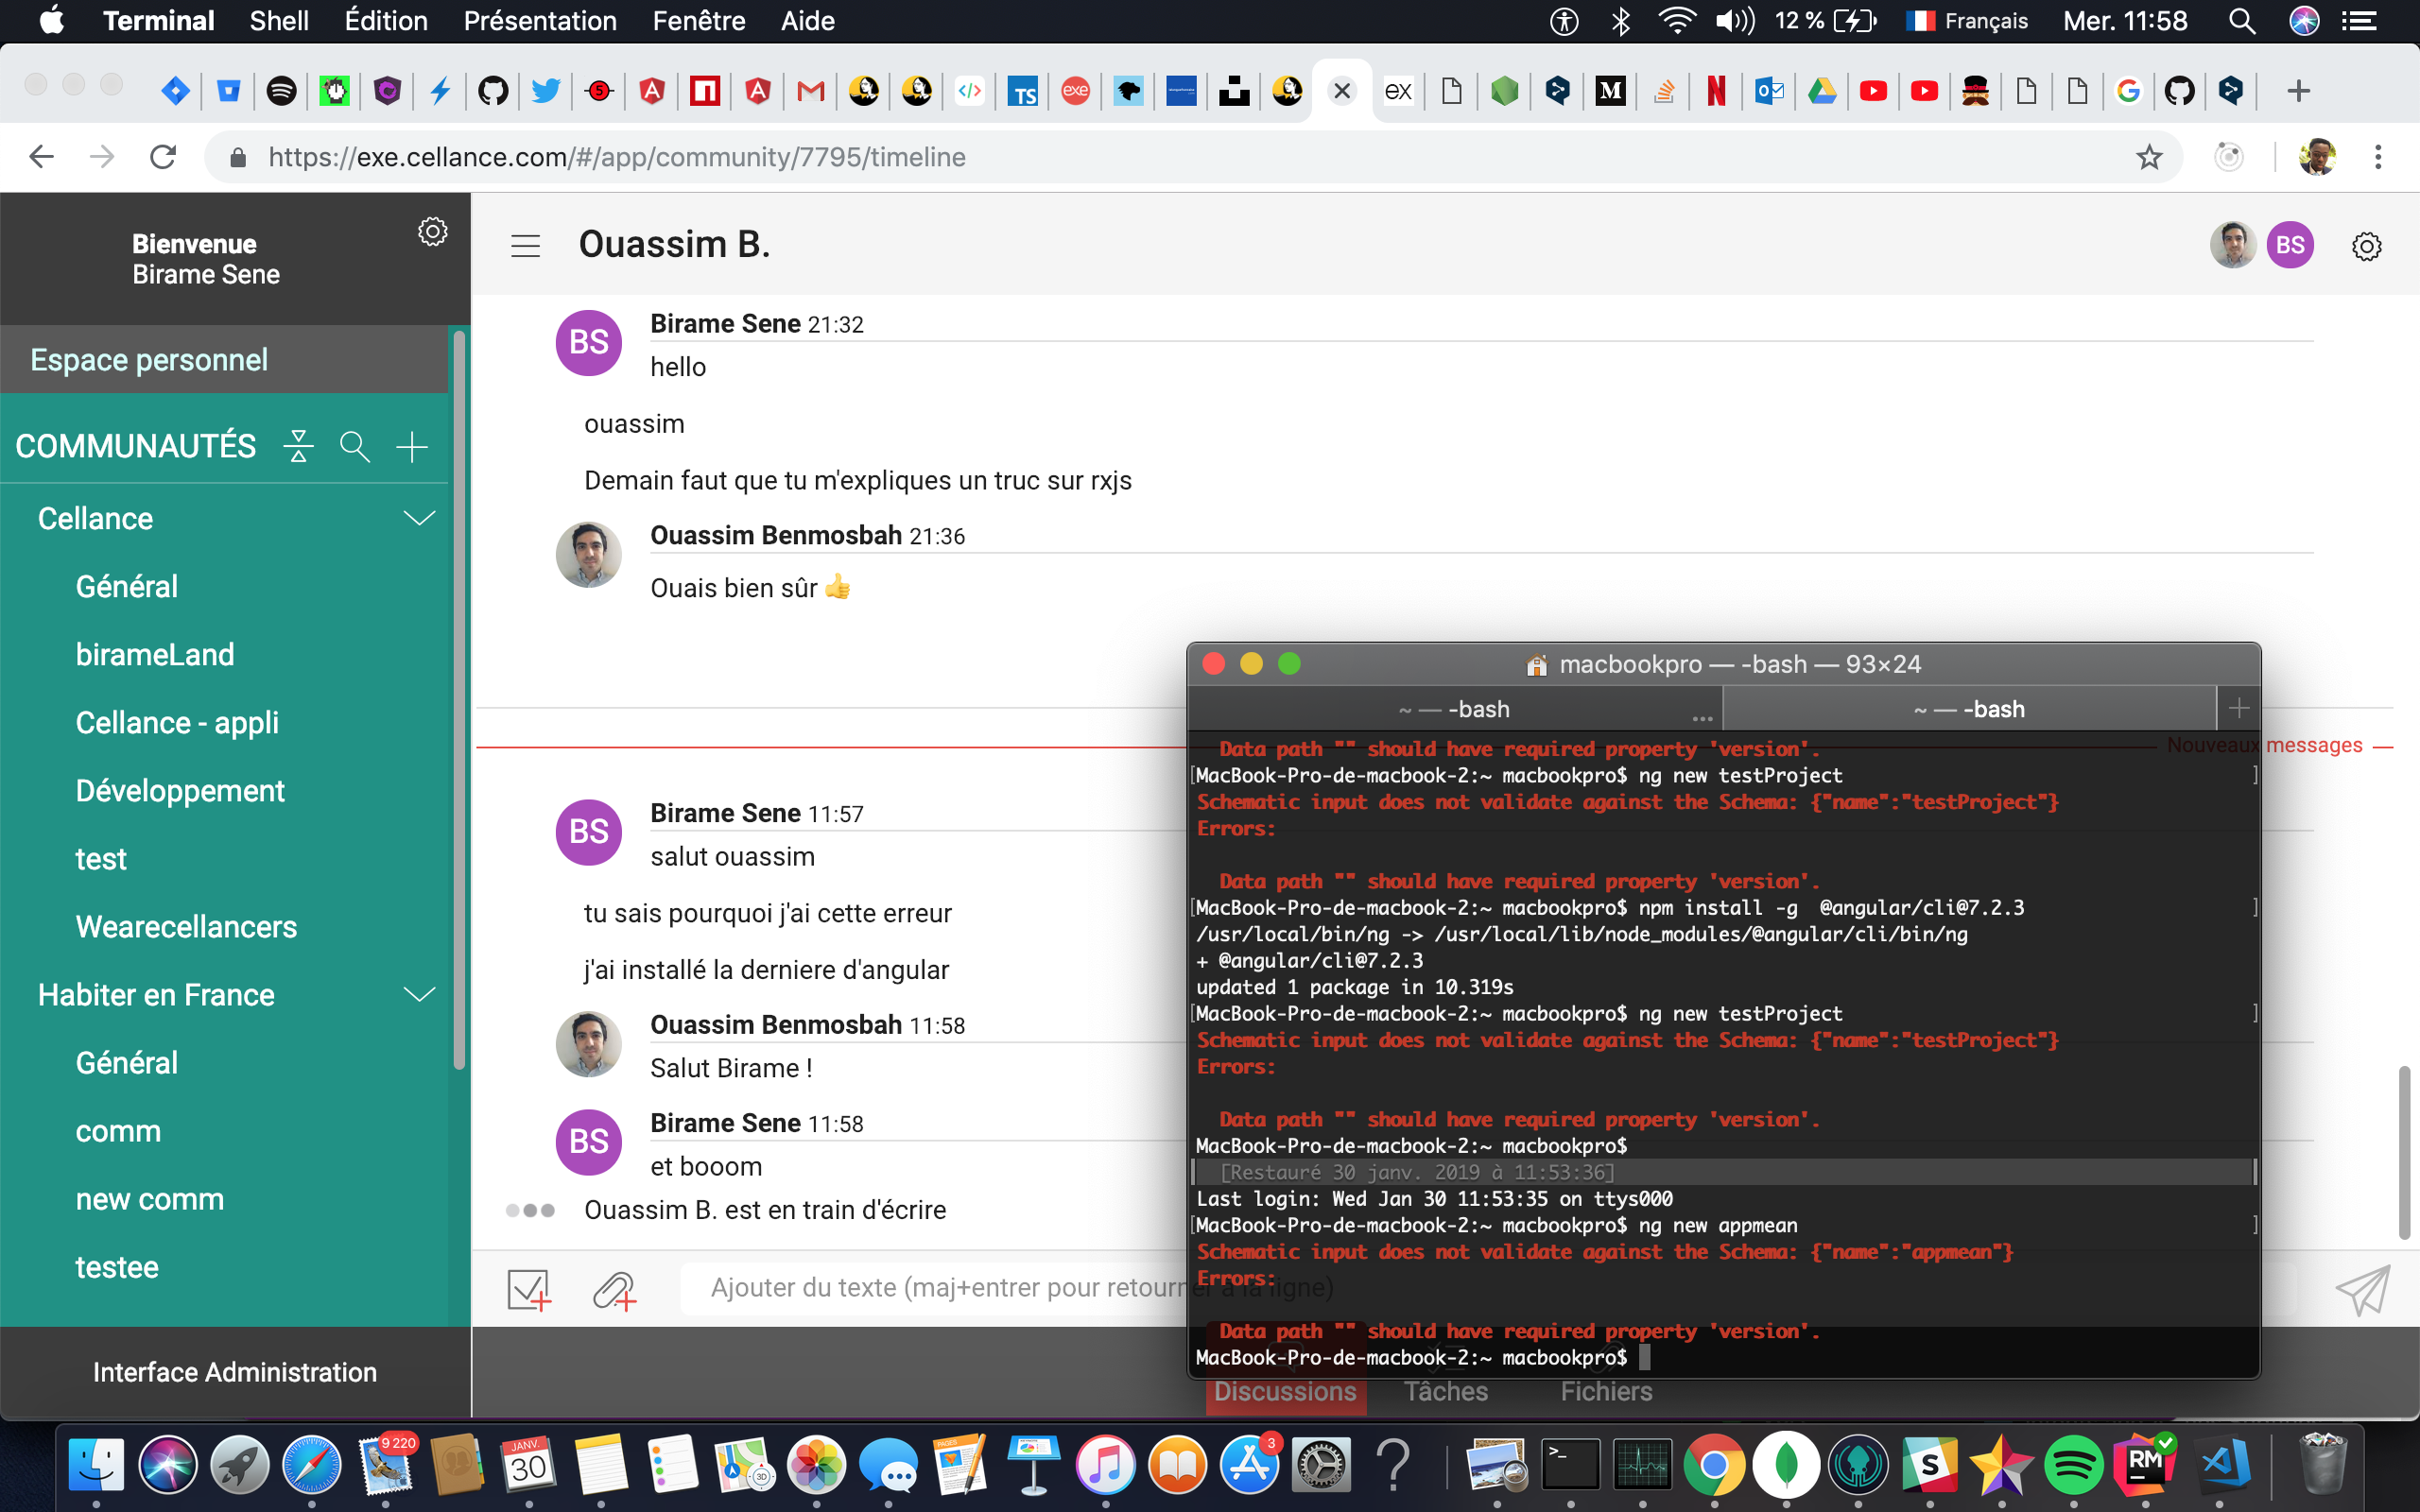 Terminal Shell Édition Présentation Fenêtre Aide
12 % Français Mer. 11:58
https://exe.cellance.com/#/app/community/7795/timeline
Bienvenue
Birame Sene
Espace personnel
COMMUNAUTÉS
Cellance
Général
birameLand
Cellance - appli
Développement
test
Wearecellancers
Habiter en France
Général
comm
new comm
testee
Interface Administration
Ouassim B.
BS
BS
Birame Sene 21:32
hello
ouassim
Demain faut que tu m'expliques un truc sur rxjs
Ouassim Benmosbah 21:36
Ouais bien sûr 👍
Nouveaux messages
BS
Birame Sene 11:57
salut ouassim
tu sais pourquoi j'ai cette erreur
j'ai installé la derniere d'angular
Ouassim Benmosbah 11:58
Salut Birame !
BS
Birame Sene 11:58
et booom
Ouassim B. est en train d'écrire
Ajouter du texte (maj+entrer pour retourner à la ligne)
Discussions
Tâches
Fichiers
macbookpro — -bash — 93×24
~ — -bash ...
~ — -bash
Data path "" should have required property 'version'.
[MacBook-Pro-de-macbook-2:~ macbookpro$ ng new testProject ]
Schematic input does not validate against the Schema: {"name":"testProject"}
Errors:
Data path "" should have required property 'version'.
[MacBook-Pro-de-macbook-2:~ macbookpro$ npm install -g  @angular/cli@7.2.3 ]
/usr/local/bin/ng -> /usr/local/lib/node_modules/@angular/cli/bin/ng
+ @angular/cli@7.2.3
updated 1 package in 10.319s
[MacBook-Pro-de-macbook-2:~ macbookpro$ ng new testProject ]
Schematic input does not validate against the Schema: {"name":"testProject"}
Errors:
Data path "" should have required property 'version'.
MacBook-Pro-de-macbook-2:~ macbookpro$
[Restauré 30 janv. 2019 à 11:53:36]
Last login: Wed Jan 30 11:53:35 on ttys000
[MacBook-Pro-de-macbook-2:~ macbookpro$ ng new appmean ]
Schematic input does not validate against the Schema: {"name":"appmean"}
Errors:
Data path "" should have required property 'version'.
MacBook-Pro-de-macbook-2:~ macbookpro$
9 220
JANV.
30
3
RM